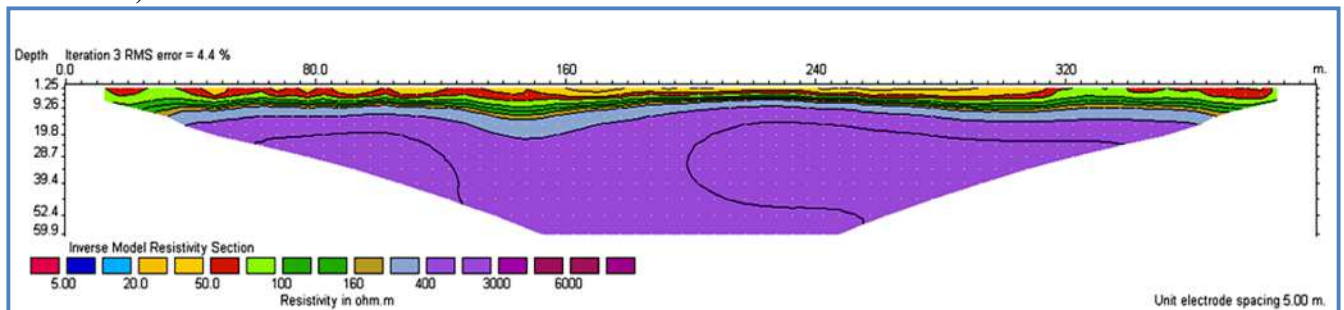 Depth Iteration 3 RMS error = 4.4 %
0.0 80.0 160 240 320 m.
1.25
9.26
19.8
28.7
39.4
52.4
59.9
Inverse Model Resistivity Section
5.00 20.0 50.0 100 160 400 3000 6000
Resistivity in ohm.m
Unit electrode spacing 5.00 m.